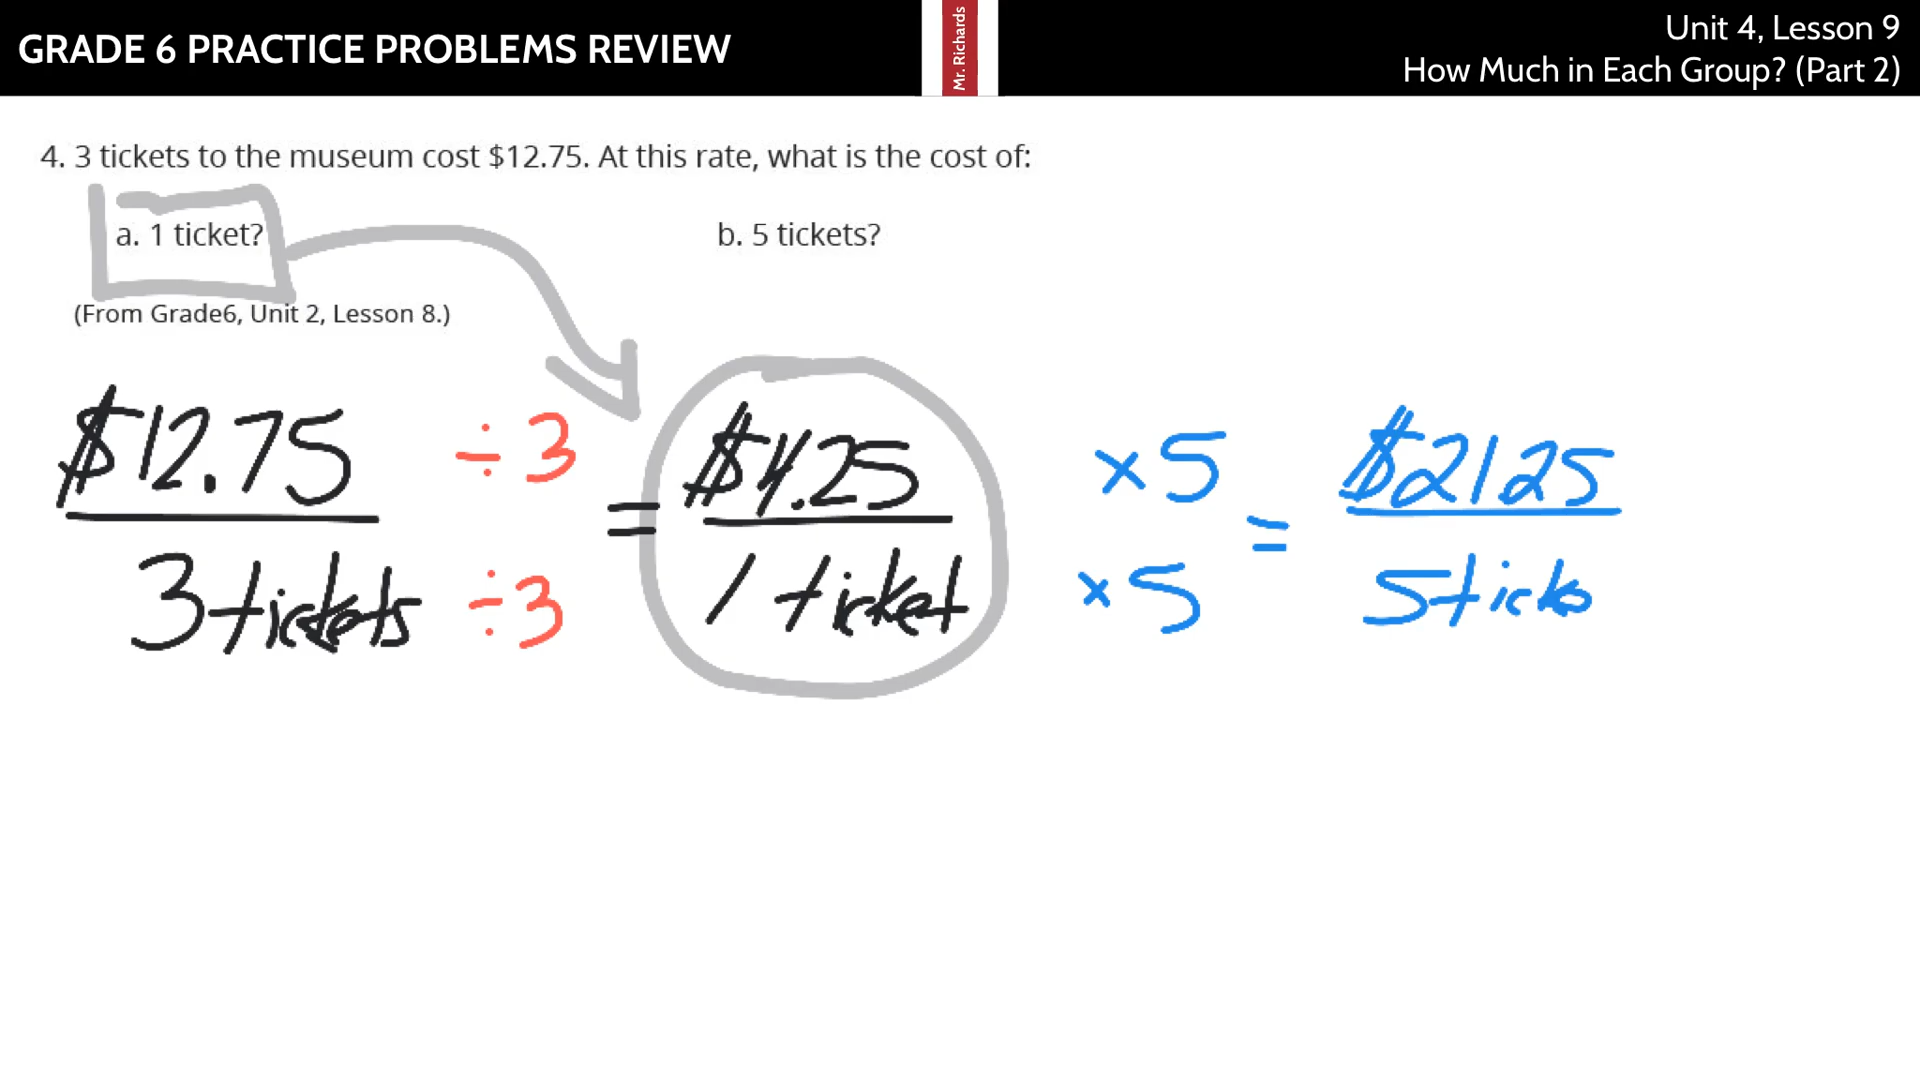 GRADE 6 PRACTICE PROBLEMS REVIEW
Mr. Richards
Unit 4, Lesson 9
How Much in Each Group? (Part 2)
4. 3 tickets to the museum cost $12.75. At this rate, what is the cost of:
a. 1 ticket? b. 5 tickets?
(From Grade6, Unit 2, Lesson 8.)
$12.75 ÷ 3 = $4.25 × 5 = $21.25
3 tickets ÷ 3 1 ticket × 5 5 ticks